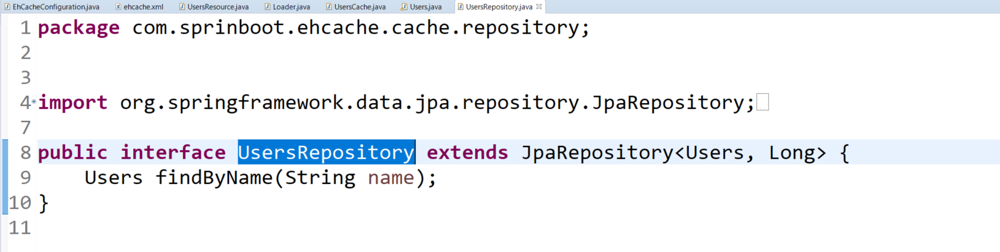 EhCacheConfiguration.java ehcache.xml UsersResource.java Loader.java UsersCache.java Users.java UsersRepository.java
1 package com.sprinboot.ehcache.cache.repository;
2
3
4 import org.springframework.data.jpa.repository.JpaRepository;
7
8 public interface UsersRepository extends JpaRepository<Users, Long> {
9 Users findByName(String name);
10 }
11